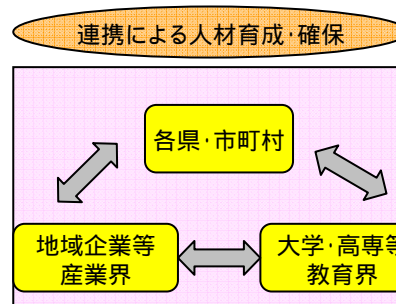 連携による人材育成・確保
各県・市町村
地域企業等
産業界
大学・高専等
教育界